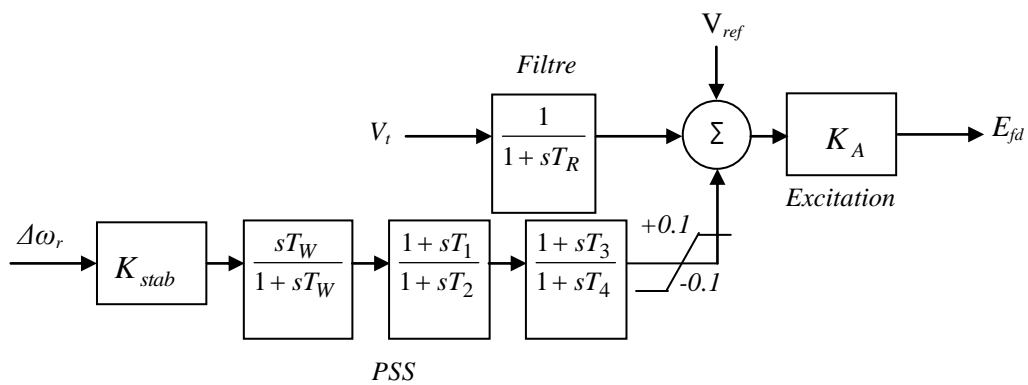 V_ref
Filtre
V_t
1
1 + sT_R
Σ
K_A
E_fd
Excitation
Δω_r
K_stab
sT_W
1 + sT_W
1 + sT_1
1 + sT_2
1 + sT_3
1 + sT_4
+0.1
-0.1
PSS